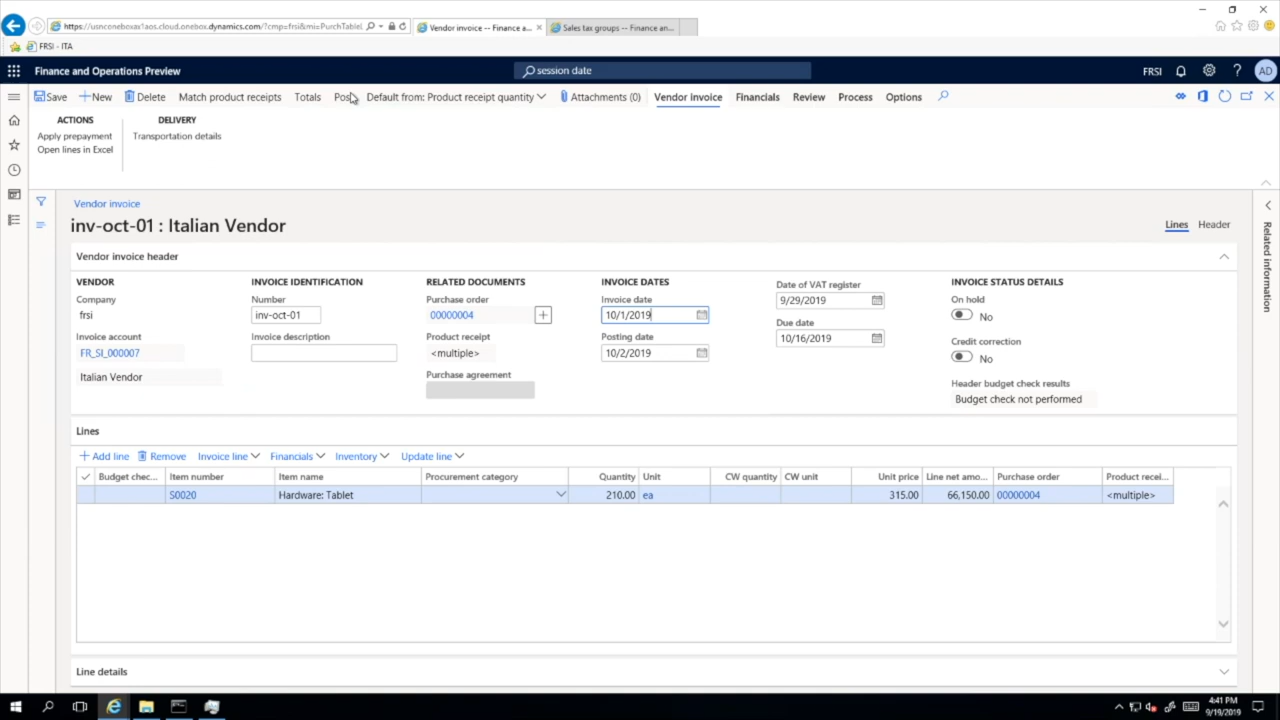 https://usnconeboxax1aos.cloud.onebox.dynamics.com/?cmp=frsi&mi=PurchTableL
Vendor invoice -- Finance a...
Sales tax groups -- Finance an...
FRSI - ITA
Finance and Operations Preview
session date
FRSI
AD
Save
New
Delete
Match product receipts
Totals
Post
Default from: Product receipt quantity
Attachments (0)
Vendor invoice
Financials
Review
Process
Options
ACTIONS
Apply prepayment
Open lines in Excel
DELIVERY
Transportation details
Vendor invoice
inv-oct-01 : Italian Vendor
Lines
Header
Related information
Vendor invoice header
VENDOR
Company
frsi
Invoice account
FR_SI_000007
Italian Vendor
INVOICE IDENTIFICATION
Number
inv-oct-01
Invoice description
RELATED DOCUMENTS
Purchase order
00000004
Product receipt
<multiple>
Purchase agreement
INVOICE DATES
Invoice date
10/1/2019
Posting date
10/2/2019
Date of VAT register
9/29/2019
Due date
10/16/2019
INVOICE STATUS DETAILS
On hold
No
Credit correction
No
Header budget check results
Budget check not performed
Lines
Add line
Remove
Invoice line
Financials
Inventory
Update line
Budget chec... Item number Item name Procurement category Quantity Unit CW quantity CW unit Unit price Line net amo... Purchase order Product recei...
S0020 Hardware: Tablet 210.00 ea 315.00 66,150.00 00000004 <multiple>
Line details
4:41 PM
9/19/2019